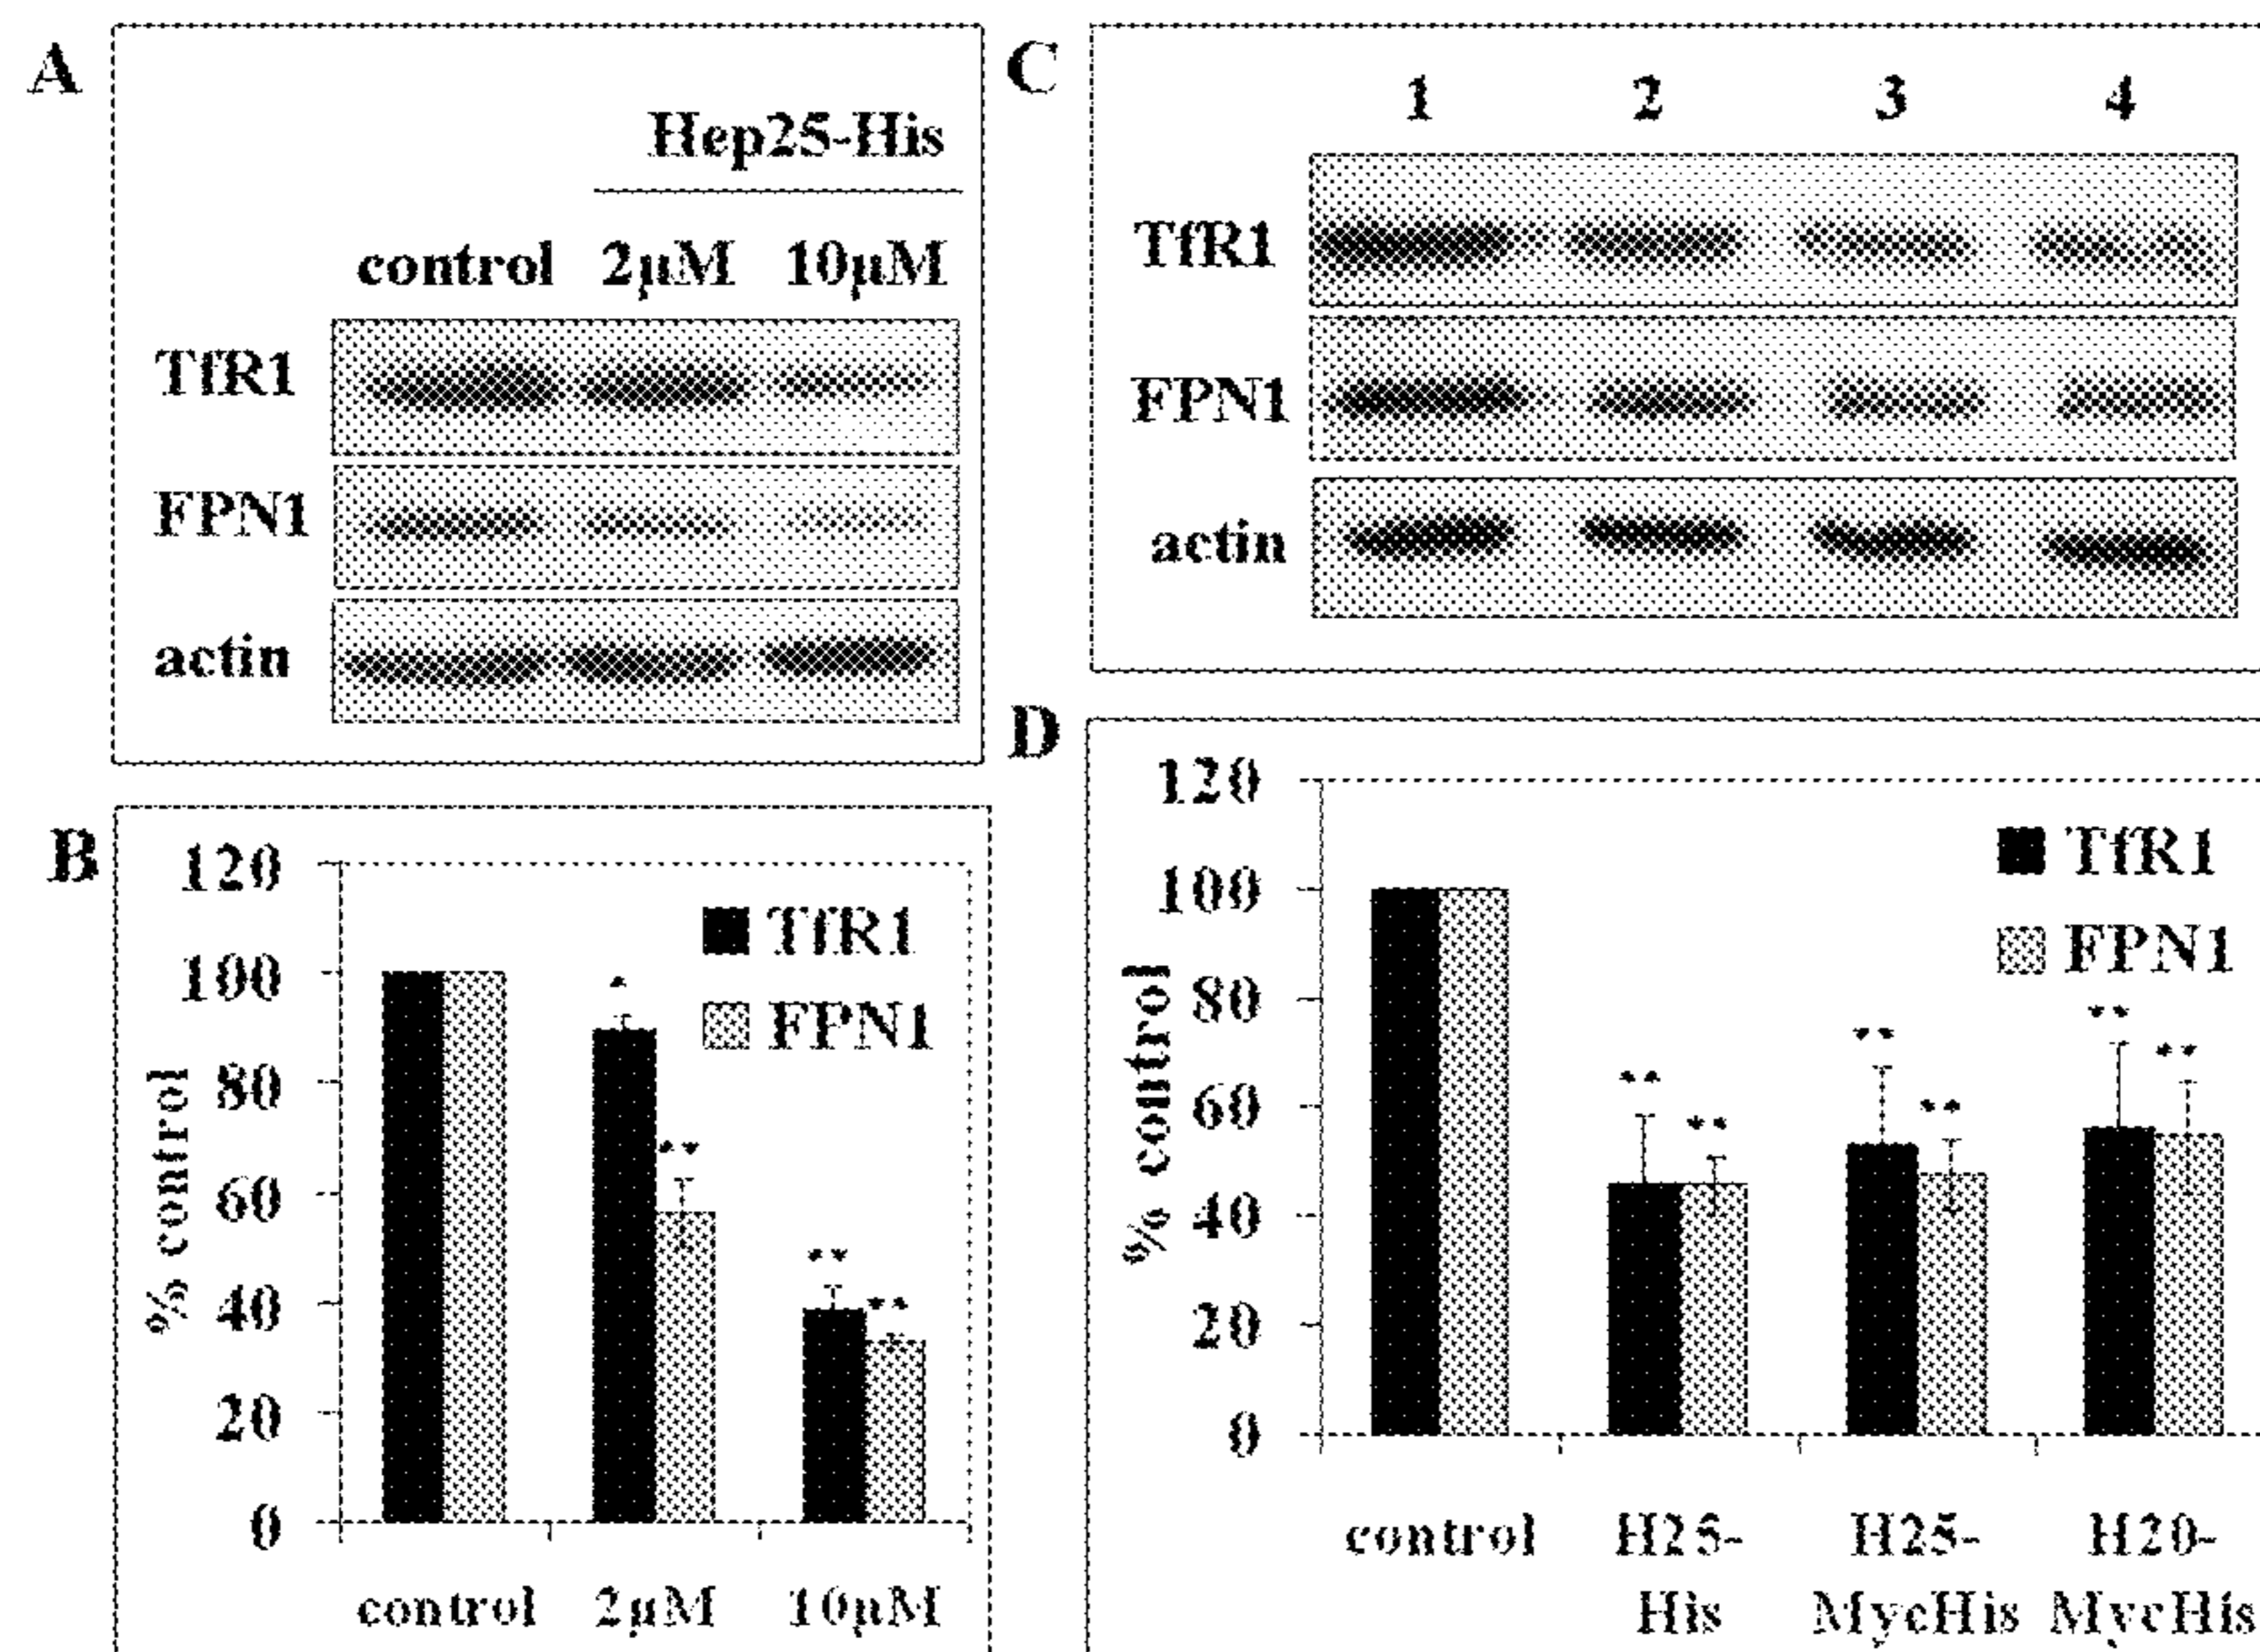 A
Hep25-His
control 2µM 10µM
TfR1
FPN1
actin
B
120
100
80
60
40
20
0
% control
TfR1
FPN1
*
**
**
**
control 2µM 10µM
C
1 2 3 4
TfR1
FPN1
actin
D
120
100
80
60
40
20
0
% control
TfR1
FPN1
**
**
**
**
**
**
control H25-His H25-MycHis H20-MycHis